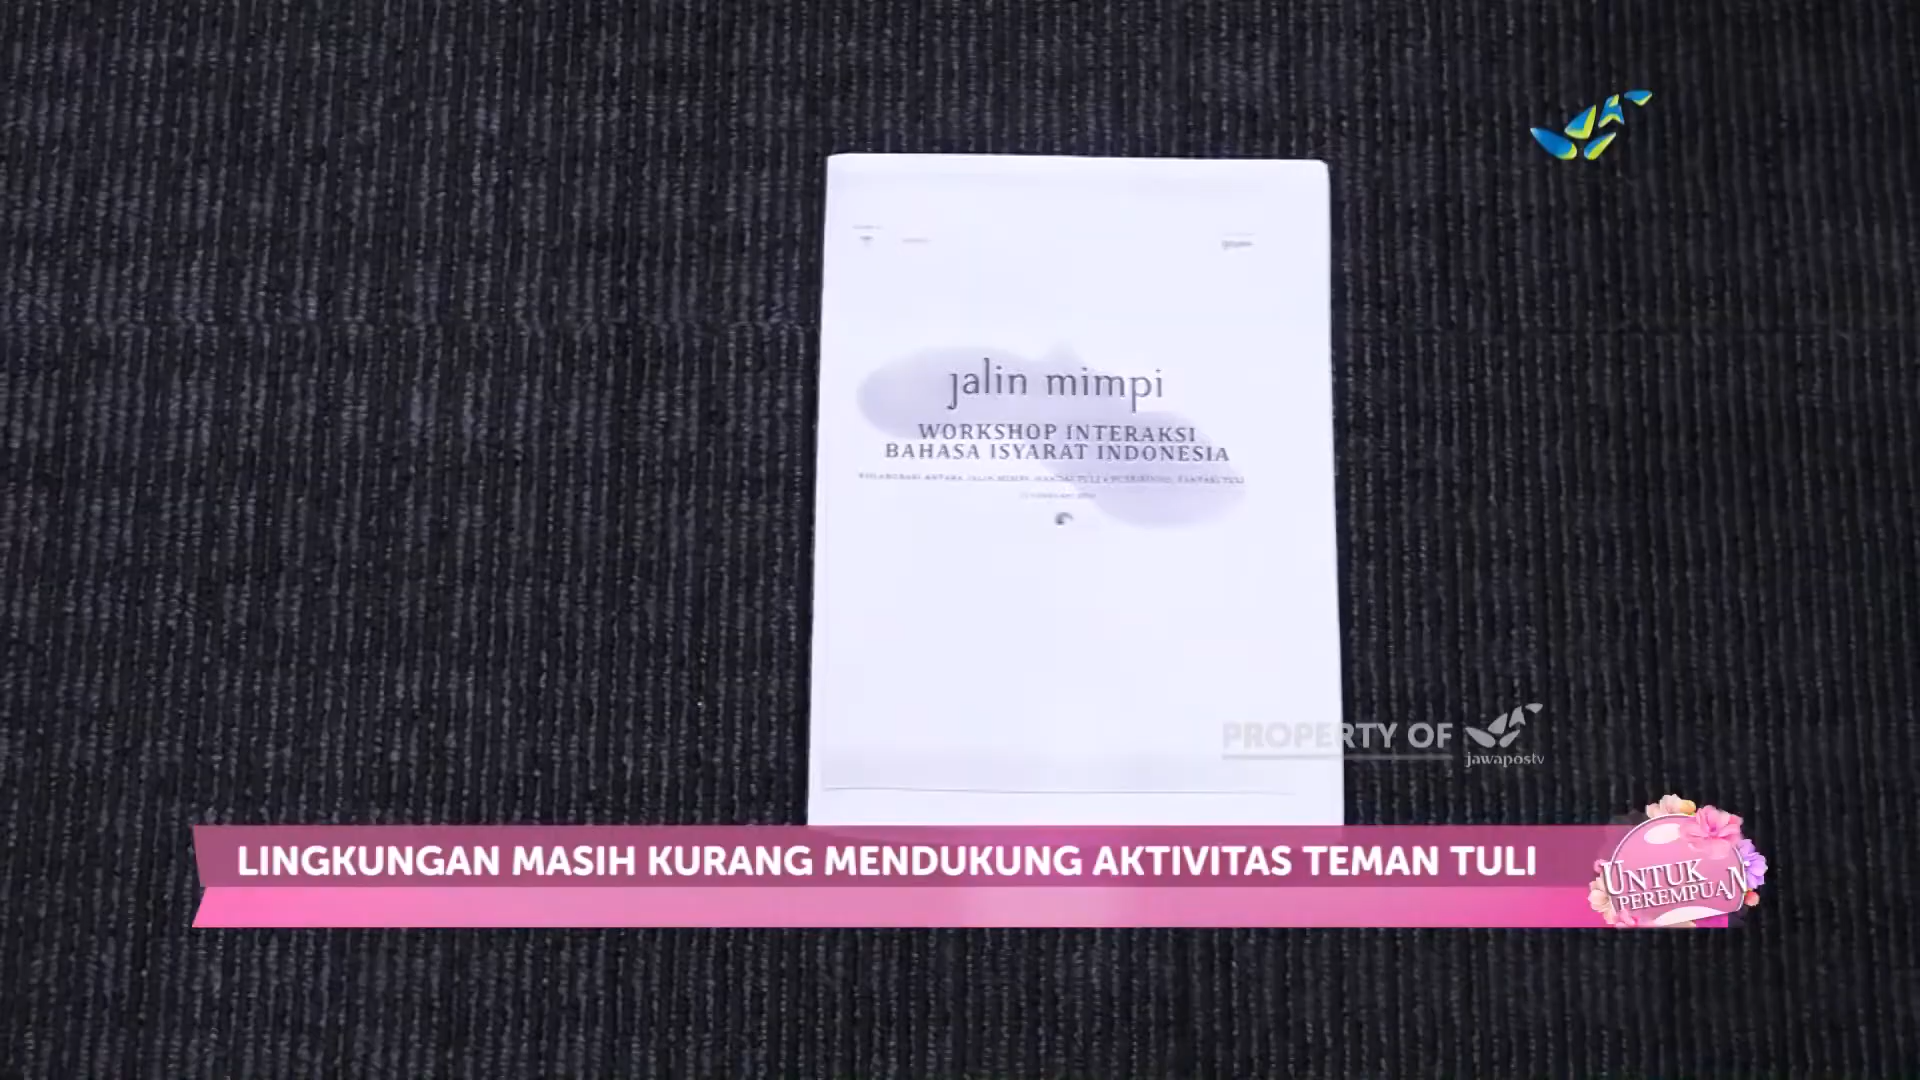 jalin mimpi
WORKSHOP INTERAKSI
BAHASA ISYARAT INDONESIA
PROPERTY OF
jawapostv
LINGKUNGAN MASIH KURANG MENDUKUNG AKTIVITAS TEMAN TULI
UNTUK
PEREMPUAN